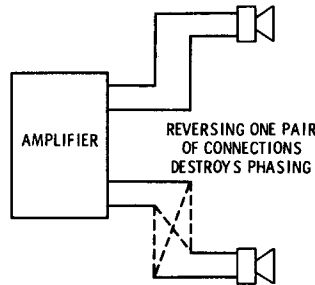 AMPLIFIER
REVERSING ONE PAIR
OF CONNECTIONS
DESTROYS PHASING